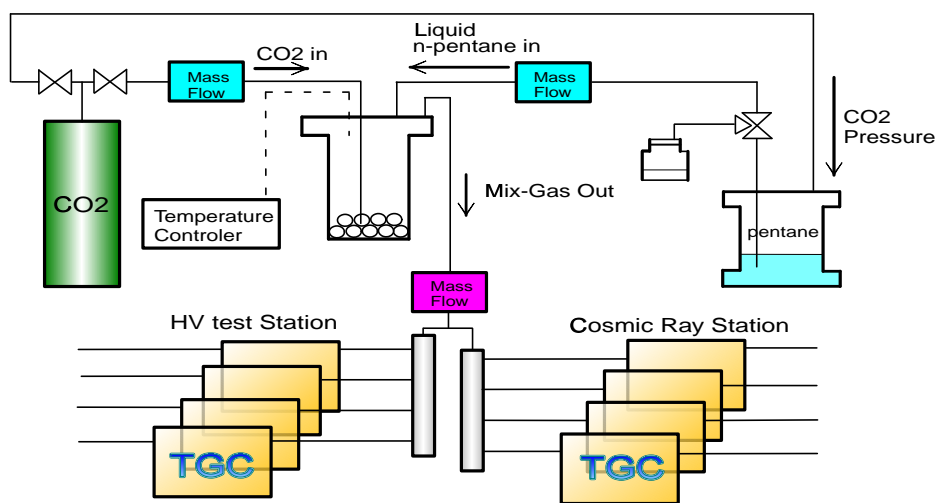 CO2 in
Liquid
n-pentane in
Mass
Flow
Mass
Flow
CO2
Pressure
CO2
Temperature
Controler
Mix-Gas Out
pentane
Mass
Flow
HV test Station
Cosmic Ray Station
TGC
TGC